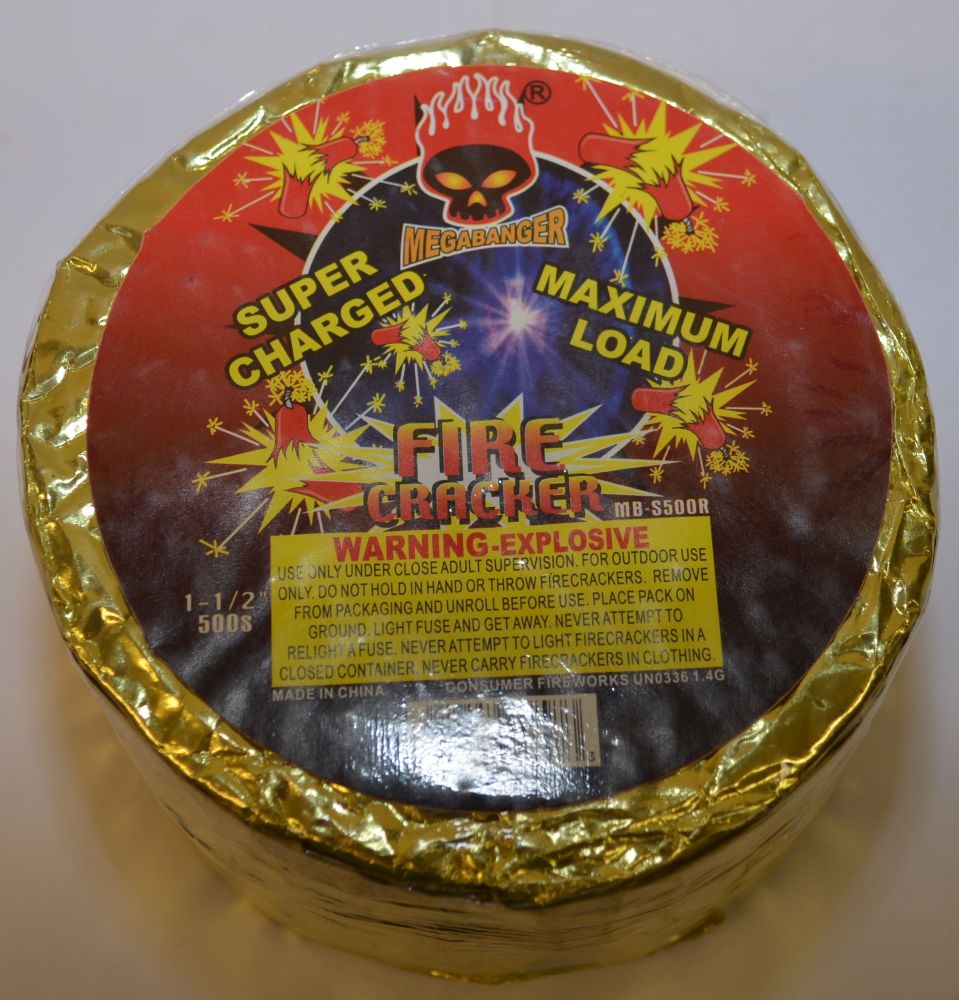 ®
MEGABANGER
SUPER
CHARGED
MAXIMUM
LOAD
FIRE
CRACKER
MB-S500R
WARNING-EXPLOSIVE
USE ONLY UNDER CLOSE ADULT SUPERVISION. FOR OUTDOOR USE
ONLY. DO NOT HOLD IN HAND OR THROW FIRECRACKERS. REMOVE
FROM PACKAGING AND UNROLL BEFORE USE. PLACE PACK ON
GROUND. LIGHT FUSE AND GET AWAY. NEVER ATTEMPT TO
RELIGHT A FUSE. NEVER ATTEMPT TO LIGHT FIRECRACKERS IN A
CLOSED CONTAINER. NEVER CARRY FIRECRACKERS IN CLOTHING.
1-1/2"
500S
MADE IN CHINA
CONSUMER FIREWORKS UN0336 1.4G
3